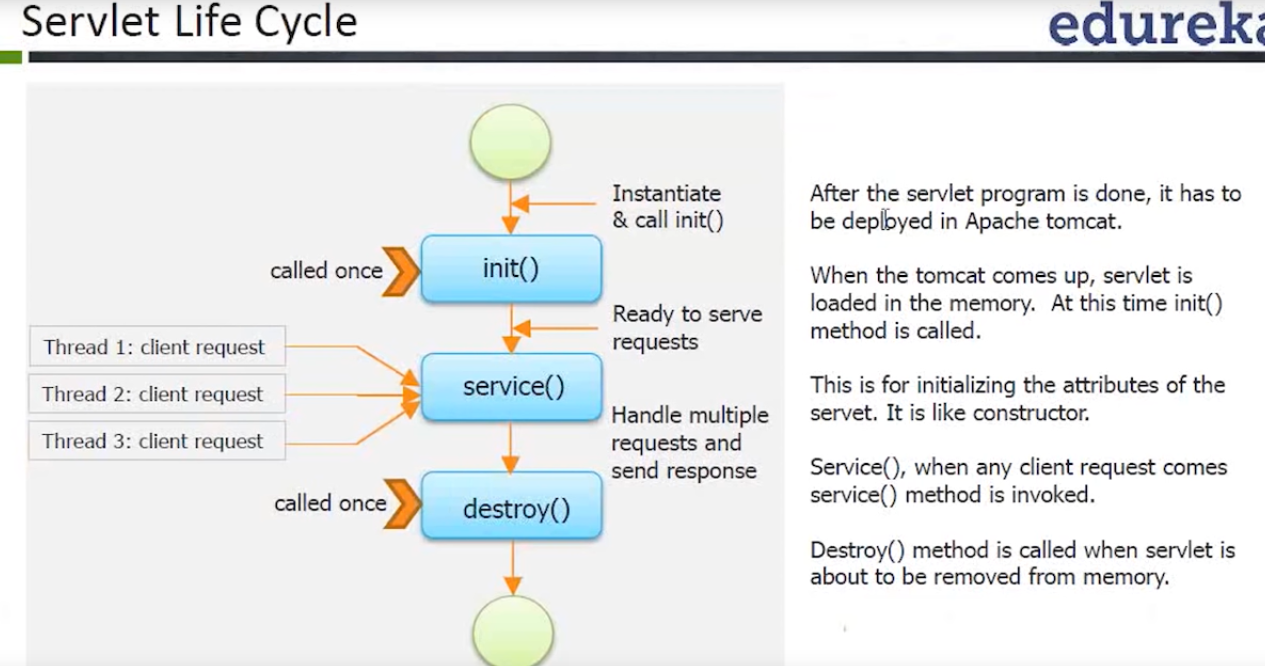 Servlet Life Cycle
edureka
Instantiate
& call init()
called once
init()
Ready to serve
requests
Thread 1: client request
Thread 2: client request
Thread 3: client request
service()
Handle multiple
requests and
send response
called once
destroy()
After the servlet program is done, it has to
be deployed in Apache tomcat.
When the tomcat comes up, servlet is
loaded in the memory. At this time init()
method is called.
This is for initializing the attributes of the
servet. It is like constructor.
Service(), when any client request comes
service() method is invoked.
Destroy() method is called when servlet is
about to be removed from memory.